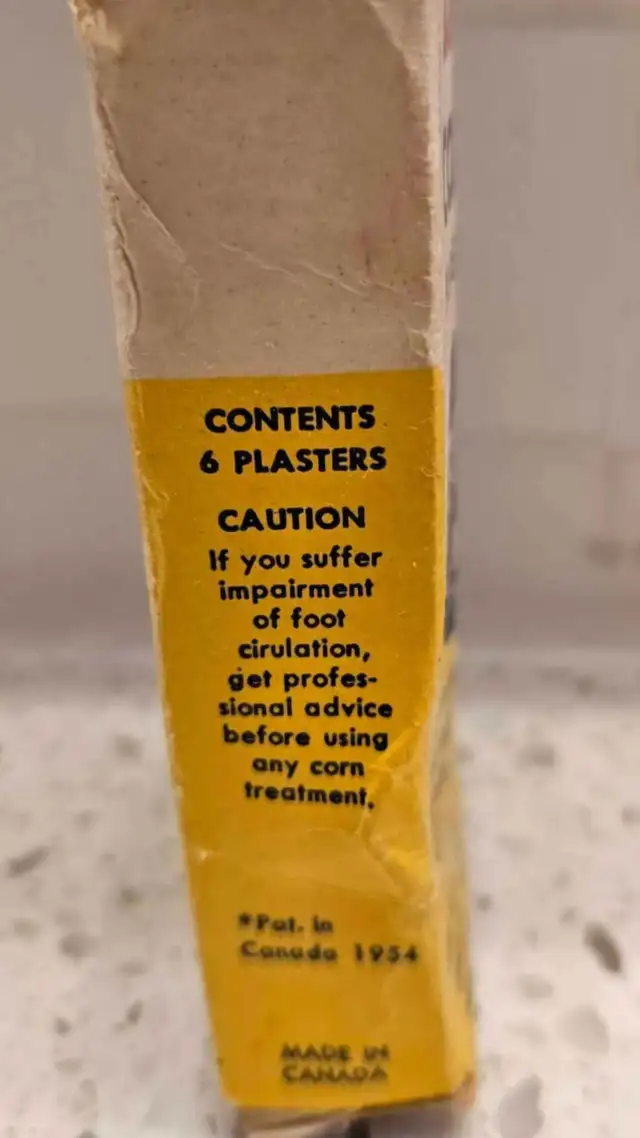 CONTENTS
6 PLASTERS
CAUTION
If you suffer
impairment
of foot
cirulation,
get profes-
sional advice
before using
any corn
treatment.
*Pat. in
Canada 1954
MADE IN
CANADA